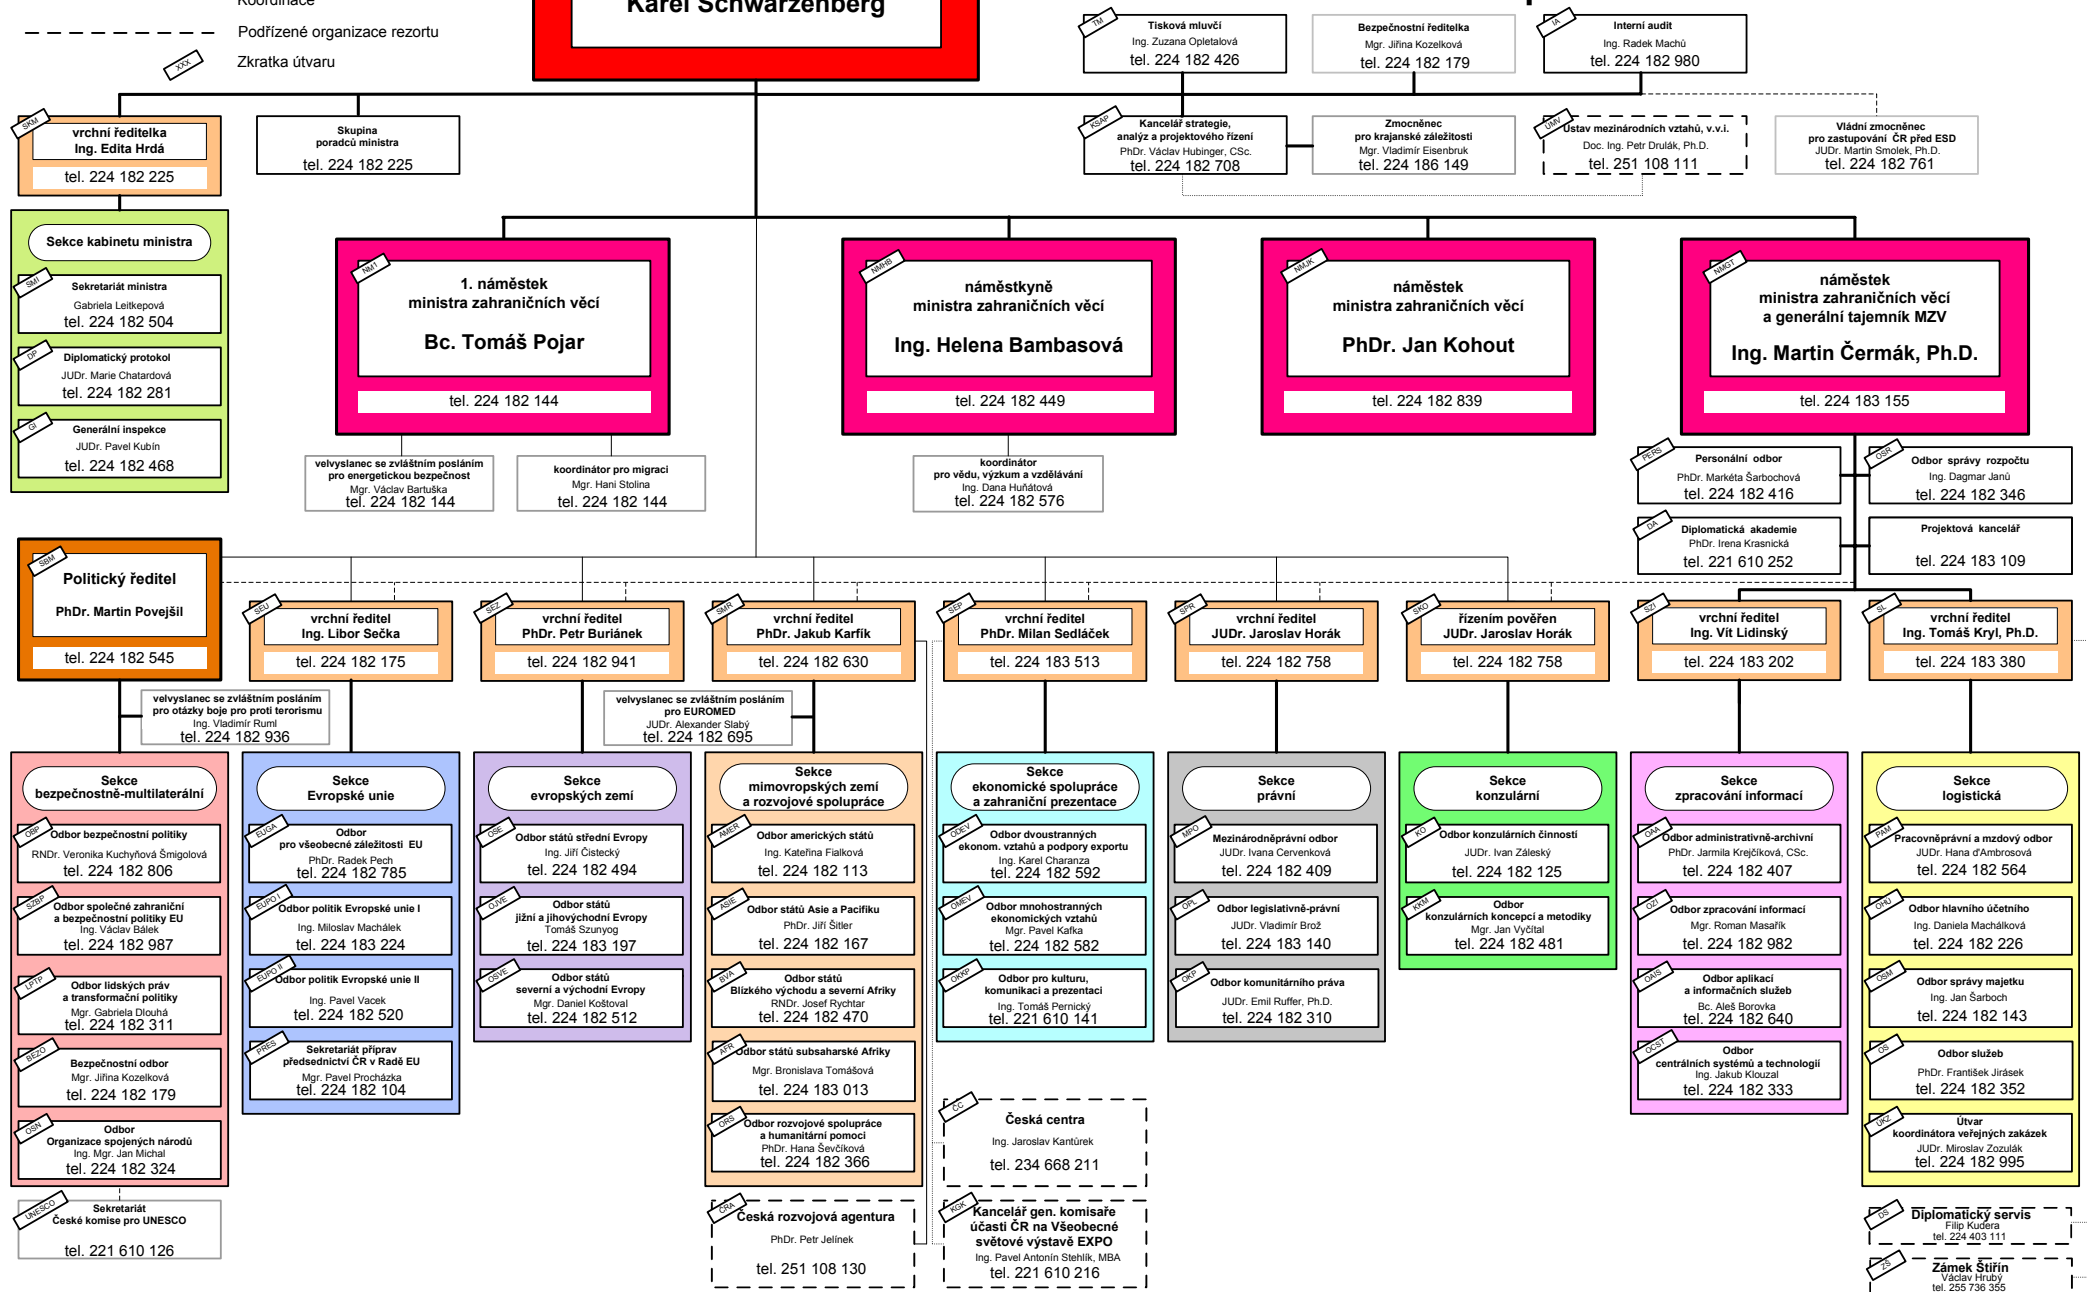 Koordinace
Podřízené organizace rezortu
XXX
Zkratka útvaru
Karel Schwarzenberg
TM
Tisková mluvčí
Ing. Zuzana Opletalová
tel. 224 182 426
Bezpečnostní ředitelka
Mgr. Jiřina Kozelková
tel. 224 182 179
IA
Interní audit
Ing. Radek Machů
tel. 224 182 980
SKM
vrchní ředitelka
Ing. Edita Hrdá
tel. 224 182 225
Skupina
poradců ministra
tel. 224 182 225
KSAP
Kancelář strategie,
analýz a projektového řízení
PhDr. Václav Hubinger, CSc.
tel. 224 182 708
Zmocněnec
pro krajanské záležitosti
Mgr. Vladimír Eisenbruk
tel. 224 186 149
ÚMV
Ústav mezinárodních vztahů, v.v.i.
Doc. Ing. Petr Drulák, Ph.D.
tel. 251 108 111
Vládní zmocněnec
pro zastupování ČR před ESD
JUDr. Martin Smolek, Ph.D.
tel. 224 182 761
Sekce kabinetu ministra
SMI
Sekretariát ministra
Gabriela Leitkepová
tel. 224 182 504
DP
Diplomatický protokol
JUDr. Marie Chatardová
tel. 224 182 281
GI
Generální inspekce
JUDr. Pavel Kubín
tel. 224 182 468
NM1
1. náměstek
ministra zahraničních věcí
Bc. Tomáš Pojar
tel. 224 182 144
NMHB
náměstkyně
ministra zahraničních věcí
Ing. Helena Bambasová
tel. 224 182 449
NMJK
náměstek
ministra zahraničních věcí
PhDr. Jan Kohout
tel. 224 182 839
NMGT
náměstek
ministra zahraničních věcí
a generální tajemník MZV
Ing. Martin Čermák, Ph.D.
tel. 224 183 155
velvyslanec se zvláštním posláním
pro energetickou bezpečnost
Mgr. Václav Bartuška
tel. 224 182 144
koordinátor pro migraci
Mgr. Hani Stolina
tel. 224 182 144
koordinátor
pro vědu, výzkum a vzdělávání
Ing. Dana Huňátová
tel. 224 182 576
PERS
Personální odbor
PhDr. Markéta Šarbochová
tel. 224 182 416
OSR
Odbor správy rozpočtu
Ing. Dagmar Janů
tel. 224 182 346
DA
Diplomatická akademie
PhDr. Irena Krasnická
tel. 221 610 252
Projektová kancelář
tel. 224 183 109
SBM
Politický ředitel
PhDr. Martin Povejšil
tel. 224 182 545
SEU
vrchní ředitel
Ing. Libor Sečka
tel. 224 182 175
SEZ
vrchní ředitel
PhDr. Petr Buriánek
tel. 224 182 941
SMR
vrchní ředitel
PhDr. Jakub Karfík
tel. 224 182 630
SEP
vrchní ředitel
PhDr. Milan Sedláček
tel. 224 183 513
SPR
vrchní ředitel
JUDr. Jaroslav Horák
tel. 224 182 758
SKO
řízením pověřen
JUDr. Jaroslav Horák
tel. 224 182 758
SZI
vrchní ředitel
Ing. Vít Lidinský
tel. 224 183 202
SL
vrchní ředitel
Ing. Tomáš Kryl, Ph.D.
tel. 224 183 380
velvyslanec se zvláštním posláním
pro otázky boje pro proti terorismu
Ing. Vladimír Ruml
tel. 224 182 936
velvyslanec se zvláštním posláním
pro EUROMED
JUDr. Alexander Slabý
tel. 224 182 695
Sekce
bezpečnostně-multilaterální
OBP
Odbor bezpečnostní politiky
RNDr. Veronika Kuchyňová Šmigolová
tel. 224 182 806
SZBP
Odbor společné zahraniční
a bezpečnostní politiky EU
Ing. Václav Bálek
tel. 224 182 987
LPTP
Odbor lidských práv
a transformační politiky
Mgr. Gabriela Dlouhá
tel. 224 182 311
BEZO
Bezpečnostní odbor
Mgr. Jiřina Kozelková
tel. 224 182 179
OSN
Odbor
Organizace spojených národů
Ing. Mgr. Jan Michal
tel. 224 182 324
UNESCO
Sekretariát
České komise pro UNESCO
tel. 221 610 126
Sekce
Evropské unie
EUGA
Odbor
pro všeobecné záležitosti EU
PhDr. Radek Pech
tel. 224 182 785
EUPO I
Odbor politik Evropské unie I
Ing. Miloslav Machálek
tel. 224 183 224
EUPO II
Odbor politik Evropské unie II
Ing. Pavel Vacek
tel. 224 182 520
PRES
Sekretariát příprav
předsednictví ČR v Radě EU
Mgr. Pavel Procházka
tel. 224 182 104
Sekce
evropských zemí
OSE
Odbor států střední Evropy
Ing. Jiří Čistecký
tel. 224 182 494
OJVE
Odbor států
jižní a jihovýchodní Evropy
Tomáš Szunyog
tel. 224 183 197
OSVE
Odbor států
severní a východní Evropy
Mgr. Daniel Koštoval
tel. 224 182 512
Sekce
mimovropských zemí
a rozvojové spolupráce
AMER
Odbor amerických států
Ing. Kateřina Fialková
tel. 224 182 113
ASIE
Odbor států Asie a Pacifiku
PhDr. Jiří Šitler
tel. 224 182 167
BVA
Odbor států
Blízkého východu a severní Afriky
RNDr. Josef Rychtar
tel. 224 182 470
AFR
Odbor států subsaharské Afriky
Mgr. Bronislava Tomášová
tel. 224 183 013
ORS
Odbor rozvojové spolupráce
a humanitární pomoci
PhDr. Hana Ševčíková
tel. 224 182 366
ČRA
Česká rozvojová agentura
PhDr. Petr Jelínek
tel. 251 108 130
Sekce
ekonomické spolupráce
a zahraniční prezentace
ODEV
Odbor dvoustranných
ekonom. vztahů a podpory exportu
Ing. Karel Charanza
tel. 224 182 592
OMEV
Odbor mnohostranných
ekonomických vztahů
Mgr. Pavel Kafka
tel. 224 182 582
OKKP
Odbor pro kulturu,
komunikaci a prezentaci
Ing. Tomáš Pernický
tel. 221 610 141
ČC
Česká centra
Ing. Jaroslav Kantůrek
tel. 234 668 211
KGK
Kancelář gen. komisaře
účasti ČR na Všeobecné
světové výstavě EXPO
Ing. Pavel Antonín Stehlík, MBA
tel. 221 610 216
Sekce
právní
MPO
Mezinárodněprávní odbor
JUDr. Ivana Cervenková
tel. 224 182 409
OPL
Odbor legislativně-právní
JUDr. Vladimír Brož
tel. 224 183 140
OKP
Odbor komunitárního práva
JUDr. Emil Ruffer, Ph.D.
tel. 224 182 310
Sekce
konzulární
KO
Odbor konzulárních činností
JUDr. Ivan Záleský
tel. 224 182 125
KKM
Odbor
konzulárních koncepcí a metodiky
Mgr. Jan Vyčítal
tel. 224 182 481
Sekce
zpracování informací
OAA
Odbor administrativně-archivní
PhDr. Jarmila Krejčíková, CSc.
tel. 224 182 407
OZI
Odbor zpracování informací
Mgr. Roman Masařík
tel. 224 182 982
OAIS
Odbor aplikací
a informačních služeb
Bc. Aleš Borovka
tel. 224 182 640
OCST
Odbor
centrálních systémů a technologií
Ing. Jakub Klouzal
tel. 224 182 333
Sekce
logistická
PAM
Pracovněprávní a mzdový odbor
JUDr. Hana d'Ambrosová
tel. 224 182 564
OHU
Odbor hlavního účetního
Ing. Daniela Machálková
tel. 224 182 226
OSM
Odbor správy majetku
Ing. Jan Šarboch
tel. 224 182 143
OS
Odbor služeb
PhDr. František Jirásek
tel. 224 182 352
UKZ
Útvar
koordinátora veřejných zakázek
JUDr. Miroslav Zozulák
tel. 224 182 995
DS
Diplomatický servis
Filip Kudera
tel. 224 403 111
ZŠ
Zámek Štiřín
Václav Hrubý
tel. 255 736 355